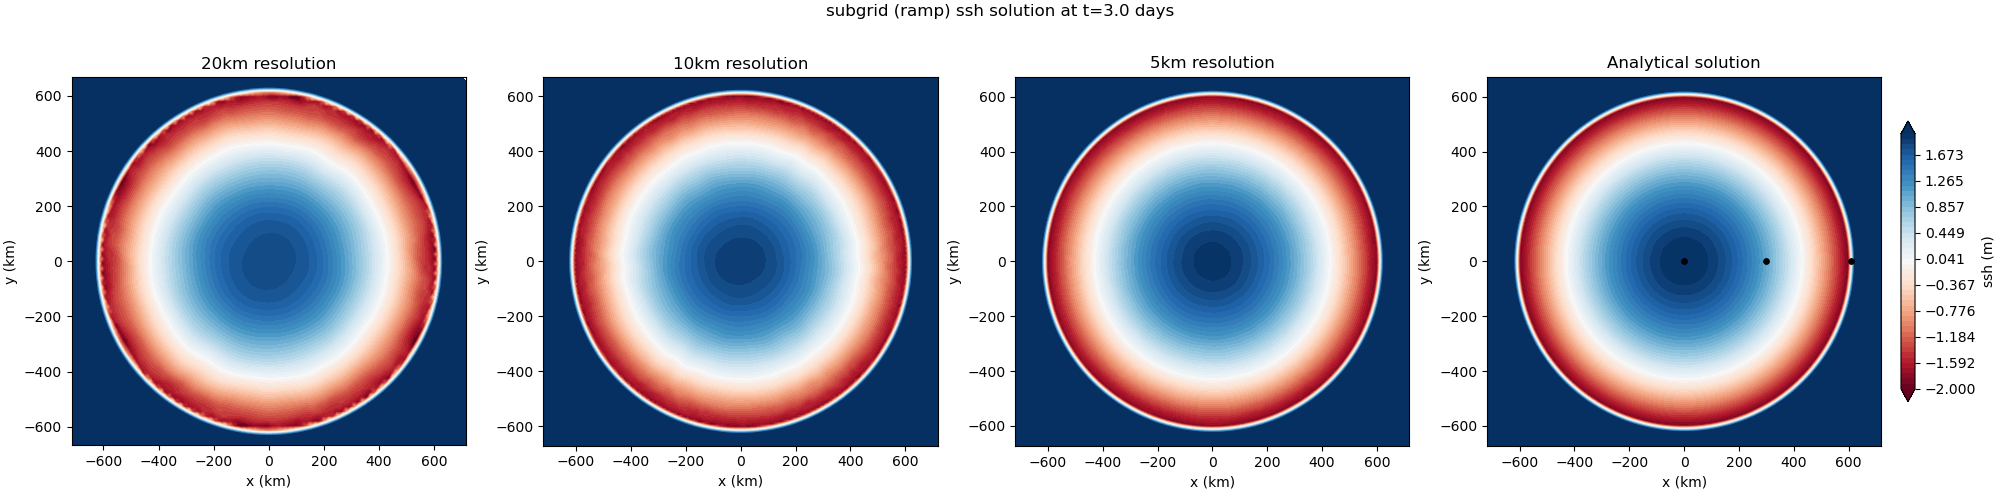 subgrid (ramp) ssh solution at t=3.0 days
20km resolution
10km resolution
5km resolution
Analytical solution
600
400
200
0
−200
−400
−600
y (km)
−600 −400 −200 0 200 400 600
x (km)
600
400
200
0
−200
−400
−600
y (km)
−600 −400 −200 0 200 400 600
x (km)
600
400
200
0
−200
−400
−600
y (km)
−600 −400 −200 0 200 400 600
x (km)
600
400
200
0
−200
−400
−600
y (km)
−600 −400 −200 0 200 400 600
x (km)
1.673
1.265
0.857
0.449
0.041
−0.367
−0.776
−1.184
−1.592
−2.000
ssh (m)